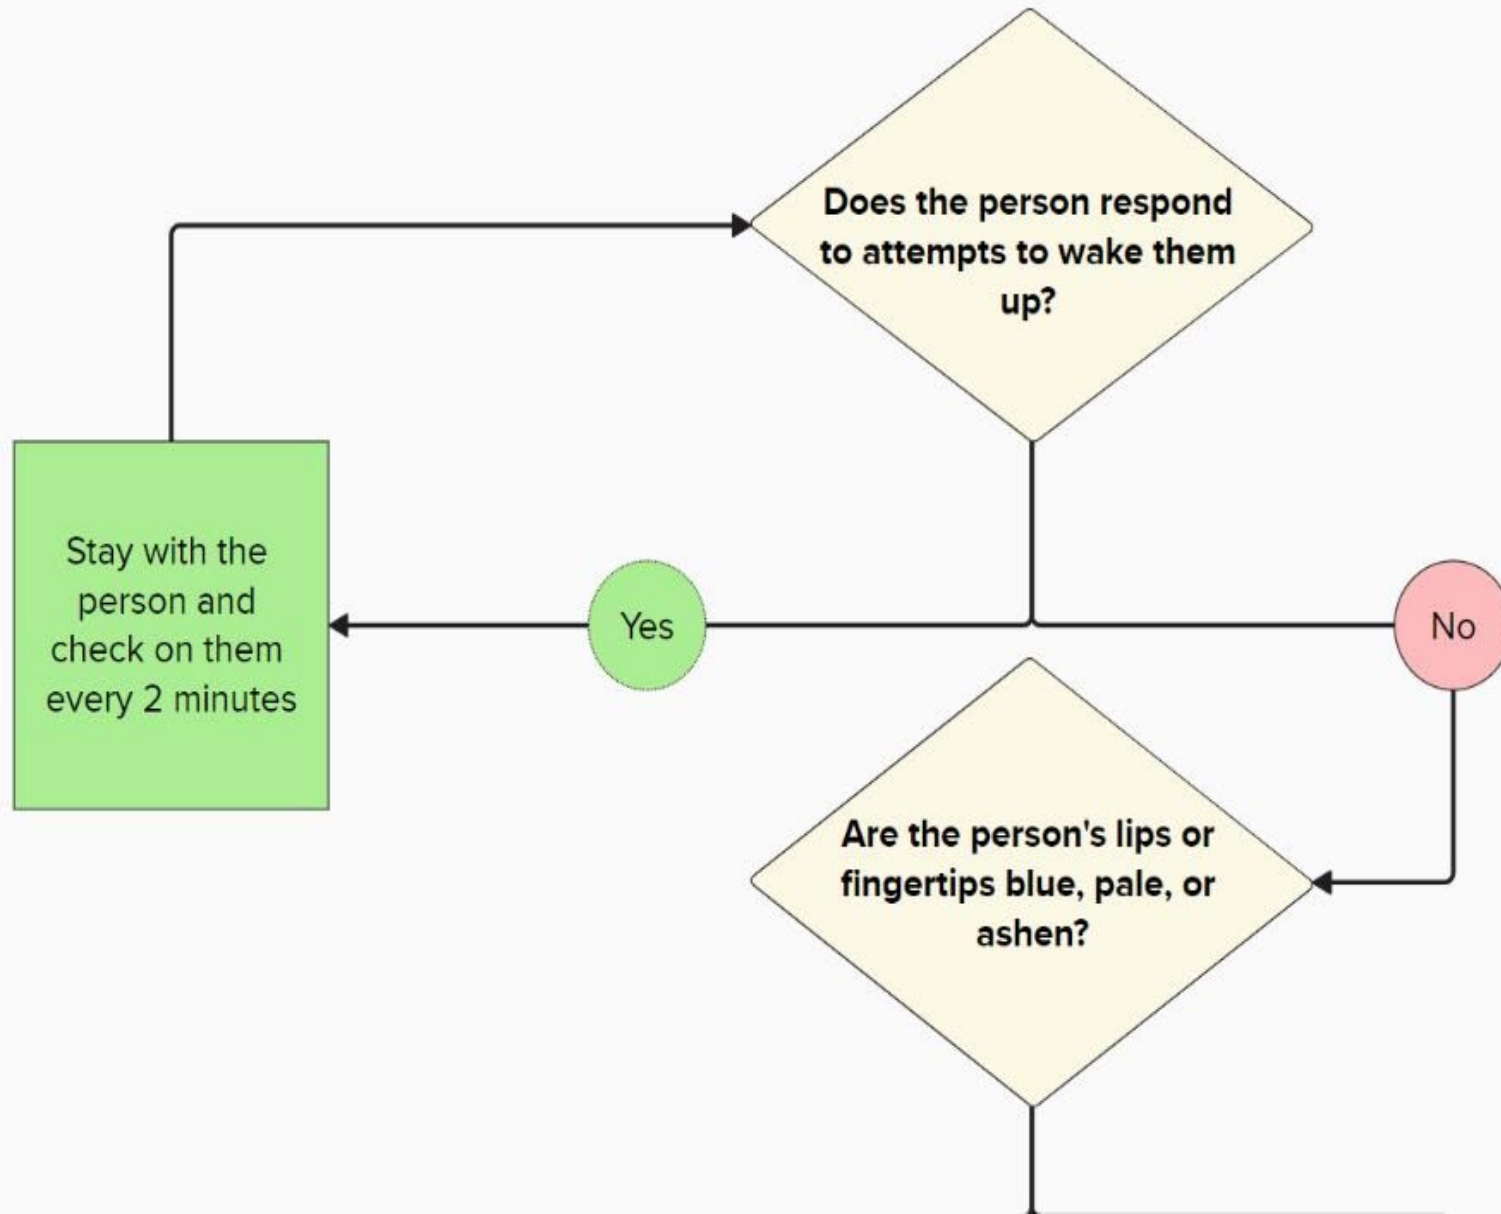 Does the person respond
to attempts to wake them
up?
Stay with the
person and
check on them
every 2 minutes
Yes
No
Are the person's lips or
fingertips blue, pale, or
ashen?